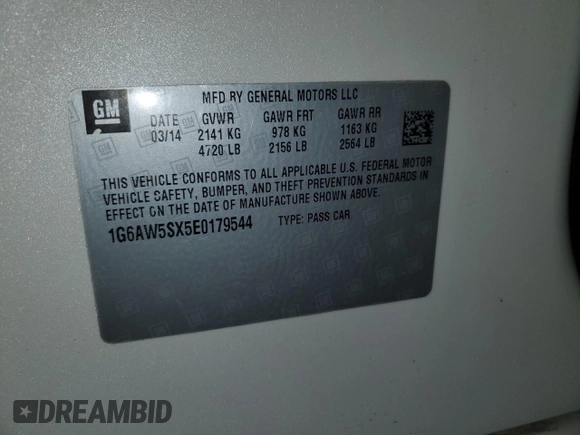 GM
MFD BY GENERAL MOTORS LLC
DATE GVWR GAWR FRT GAWR RR
03/14 2141 KG 978 KG 1163 KG
4720 LB 2156 LB 2564 LB
THIS VEHICLE CONFORMS TO ALL APPLICABLE U.S. FEDERAL MOTOR
VEHICLE SAFETY, BUMPER, AND THEFT PREVENTION STANDARDS IN
EFFECT ON THE DATE OF MANUFACTURE SHOWN ABOVE.
1G6AW5SX5E0179544 TYPE: PASS CAR
DREAMBID